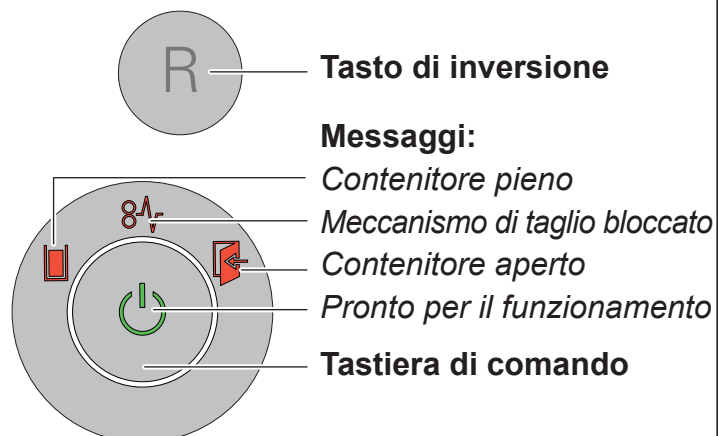 R
Tasto di inversione
Messaggi:
Contenitore pieno
Meccanismo di taglio bloccato
Contenitore aperto
Pronto per il funzionamento
Tastiera di comando